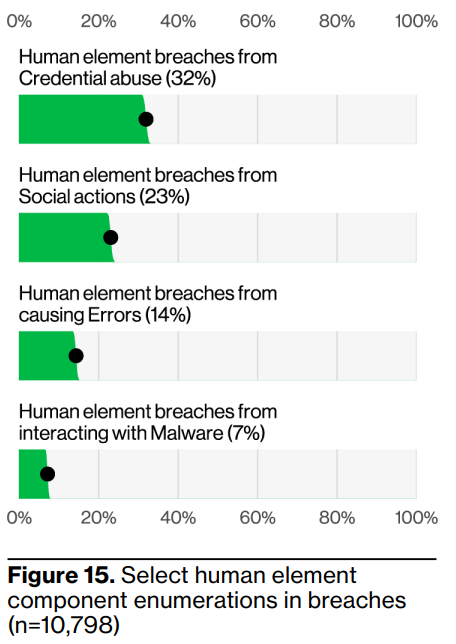 0% 20% 40% 60% 80% 100%
Human element breaches from
Credential abuse (32%)
Human element breaches from
Social actions (23%)
Human element breaches from
causing Errors (14%)
Human element breaches from
interacting with Malware (7%)
0% 20% 40% 60% 80% 100%
Figure 15. Select human element
component enumerations in breaches
(n=10,798)